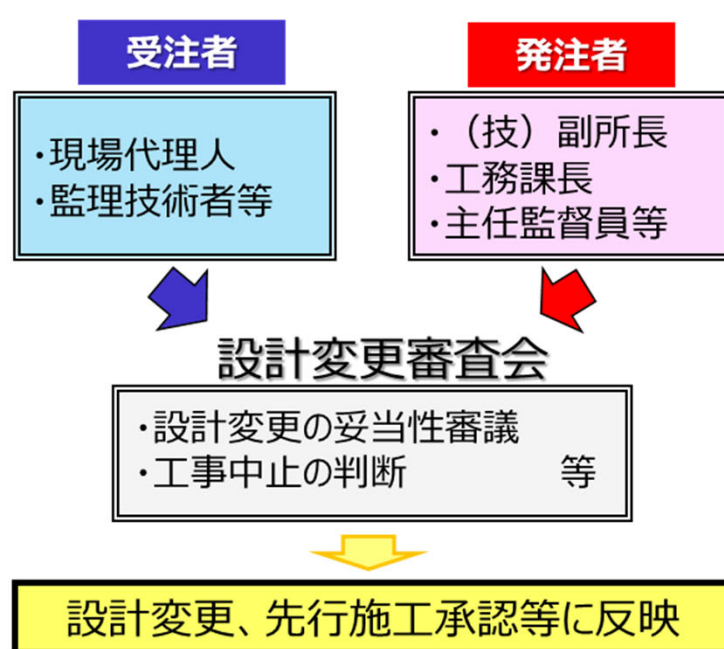 受注者
・現場代理人
・監理技術者等
発注者
・（技）副所長
・工務課長
・主任監督員等
設計変更審査会
・設計変更の妥当性審議
・工事中止の判断 等
設計変更、先行施工承認等に反映